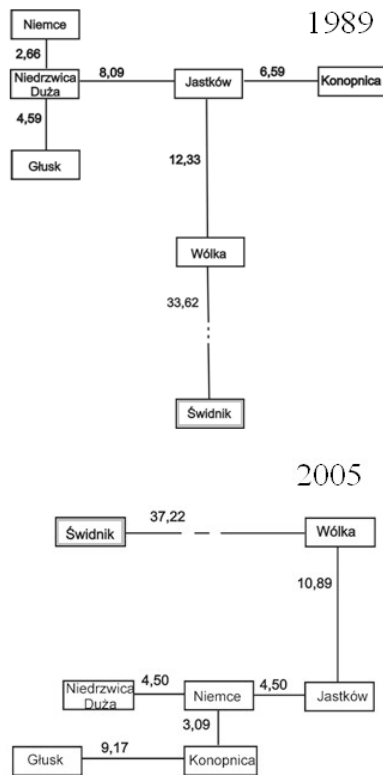 1989
Niemce
2,66
Niedrzwica
Duża
8,09
Jastków
6,59
Konopnica
4,59
Głusk
12,33
Wólka
33,62
Świdnik
2005
Świdnik
37,22
Wólka
10,89
Niedrzwica
Duża
4,50
Niemce
4,50
Jastków
3,09
Głusk
9,17
Konopnica